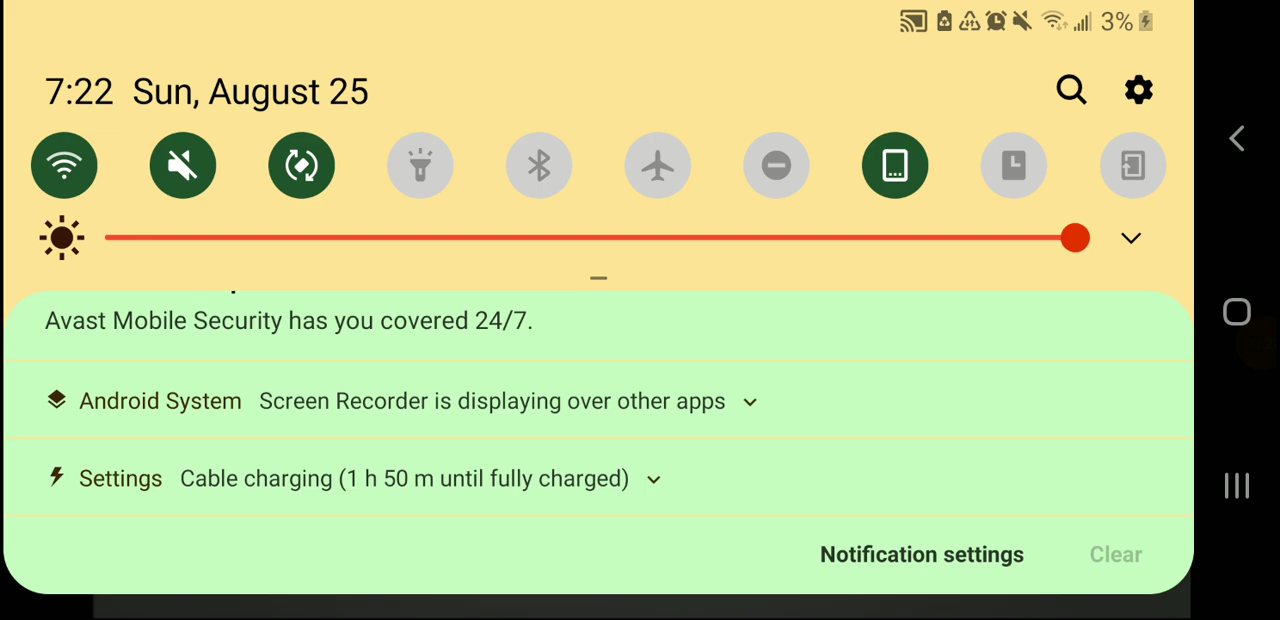 3%
7:22 Sun, August 25
Avast Mobile Security has you covered 24/7.
Android System Screen Recorder is displaying over other apps
Settings Cable charging (1 h 50 m until fully charged)
Notification settings Clear